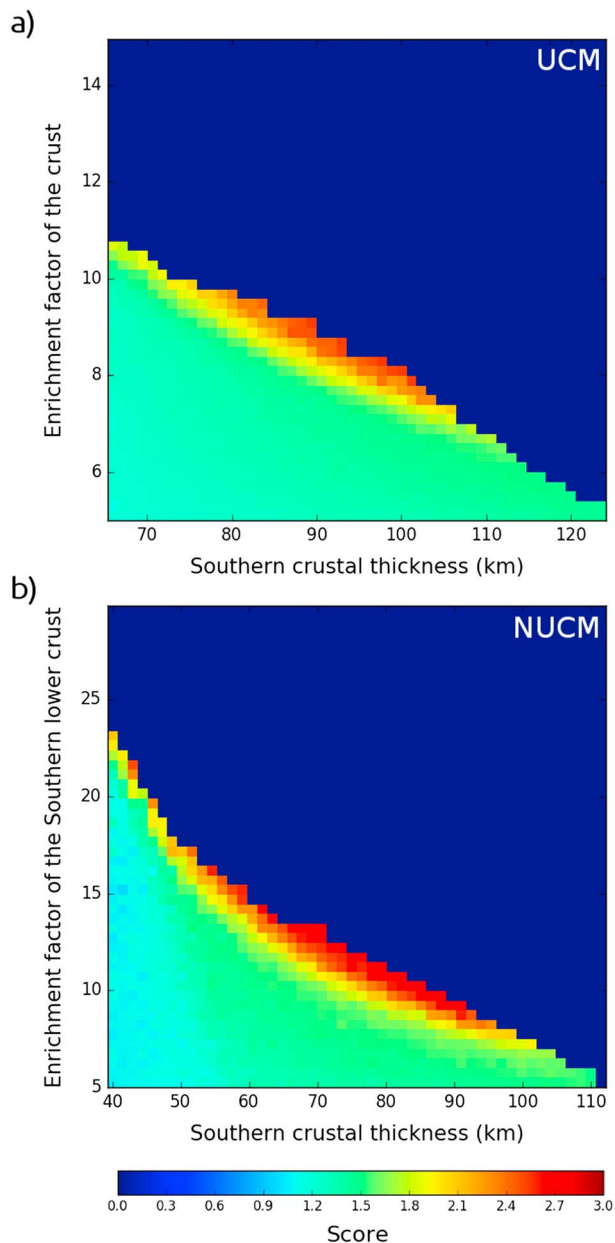 a)
UCM
Enrichment factor of the crust
14
12
10
8
6
70 80 90 100 110 120
Southern crustal thickness (km)
b)
NUCM
Enrichment factor of the Southern lower crust
25
20
15
10
5
40 50 60 70 80 90 100 110
Southern crustal thickness (km)
0.0 0.3 0.6 0.9 1.2 1.5 1.8 2.1 2.4 2.7 3.0
Score